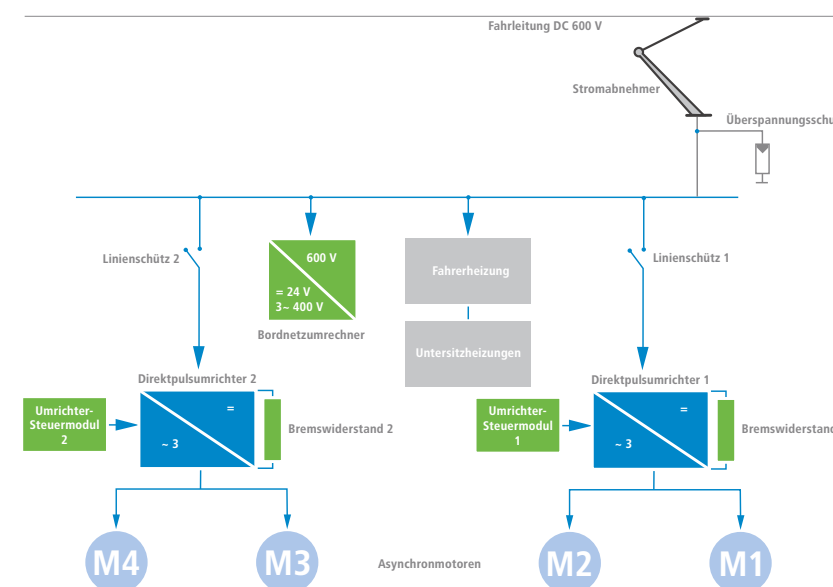 Fahrleitung DC 600 V
Stromabnehmer
Überspannungsschu
Linienschütz 2
600 V
= 24 V
3~ 400 V
Bordnetzumrechner
Fahrerheizung
Untersitzheizungen
Linienschütz 1
Direktpulsumrichter 2
Umrichter-
Steuermodul
2
=
~ 3
Bremswiderstand 2
Direktpulsumrichter 1
Umrichter-
Steuermodul
1
=
~ 3
Bremswiderstand
M4
M3
Asynchronmotoren
M2
M1